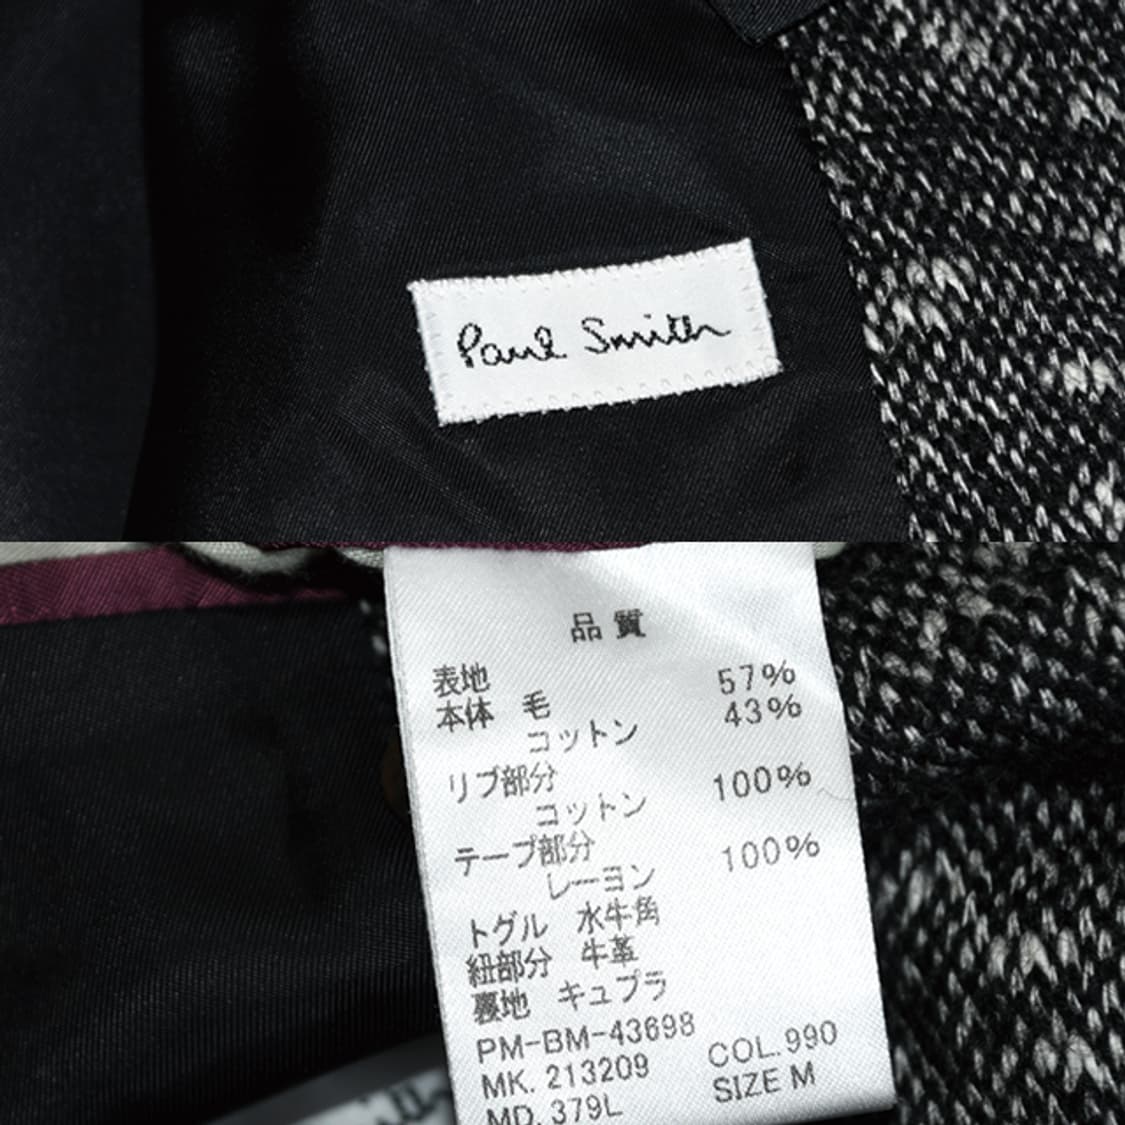 Paul Smith
品質
表地
本体 毛 57%
コットン 43%
リブ部分
コットン 100%
テープ部分
レーヨン 100%
トグル 水牛角
紐部分 牛革
裏地 キュプラ
PM-BM-43698
MK. 213209 COL.990
MD. 379L SIZE M